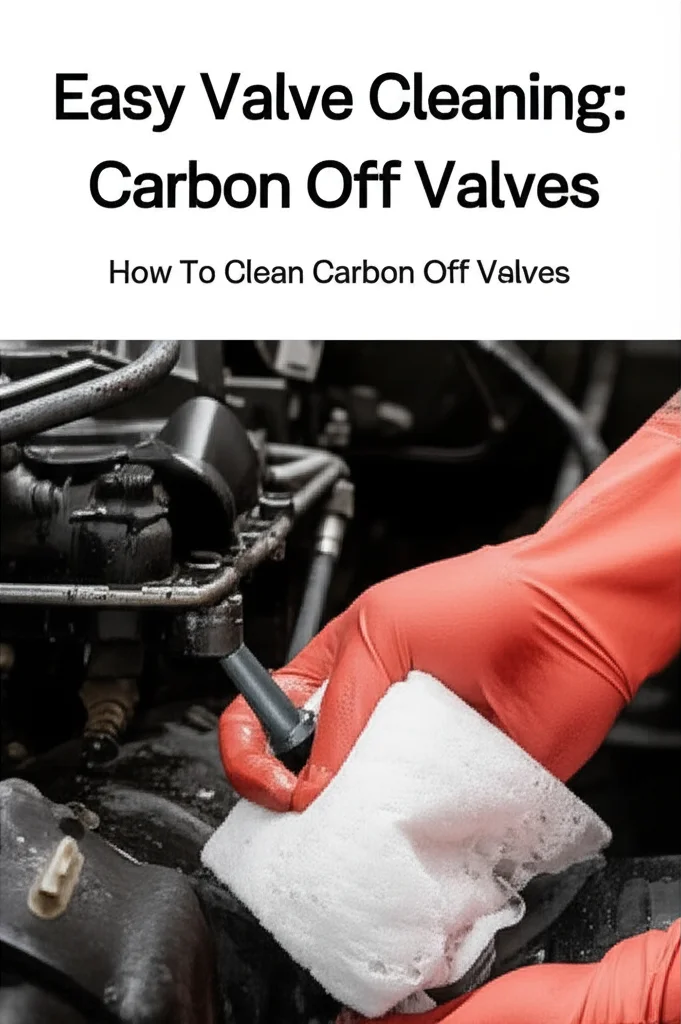 Easy Valve Cleaning:
Carbon Off Valves
How To Clean Carbon Off Valves